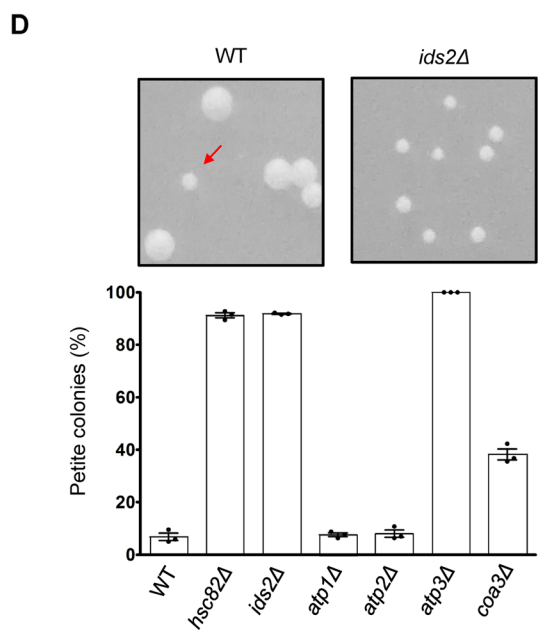 D
WT
ids2Δ
Petite colonies (%)
100
80
60
40
20
0
WT
hsc82Δ
ids2Δ
atp1Δ
atp2Δ
atp3Δ
coa3Δ